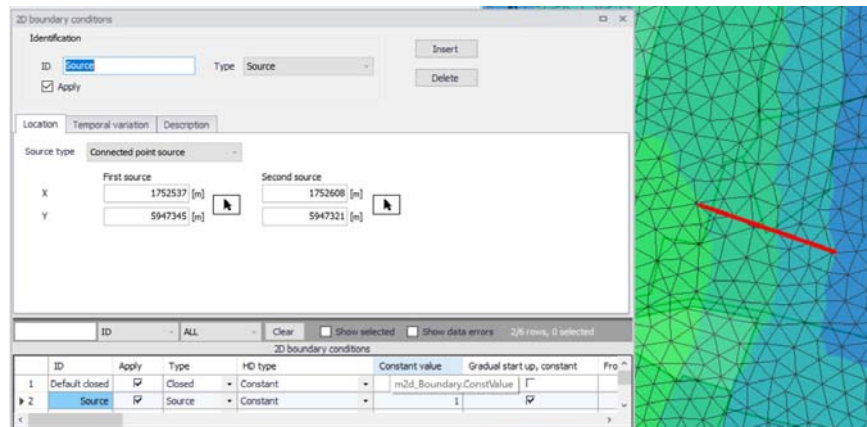 2D boundary conditions
Identification
ID Source Type Source Insert
Apply Delete
Location Temporal variation Description
Source type Connected point source
First source Second source
X 1752537 [m] 1752608 [m]
Y 5947345 [m] 5947321 [m]
ID ALL Clear Show selected Show data errors 2/6 rows, 0 selected
2D boundary conditions
ID Apply Type HD type Constant value Gradual start up, constant Fro
1 Default closed Closed Constant m2d_Boundary.ConstValue
2 Source Source Constant 1